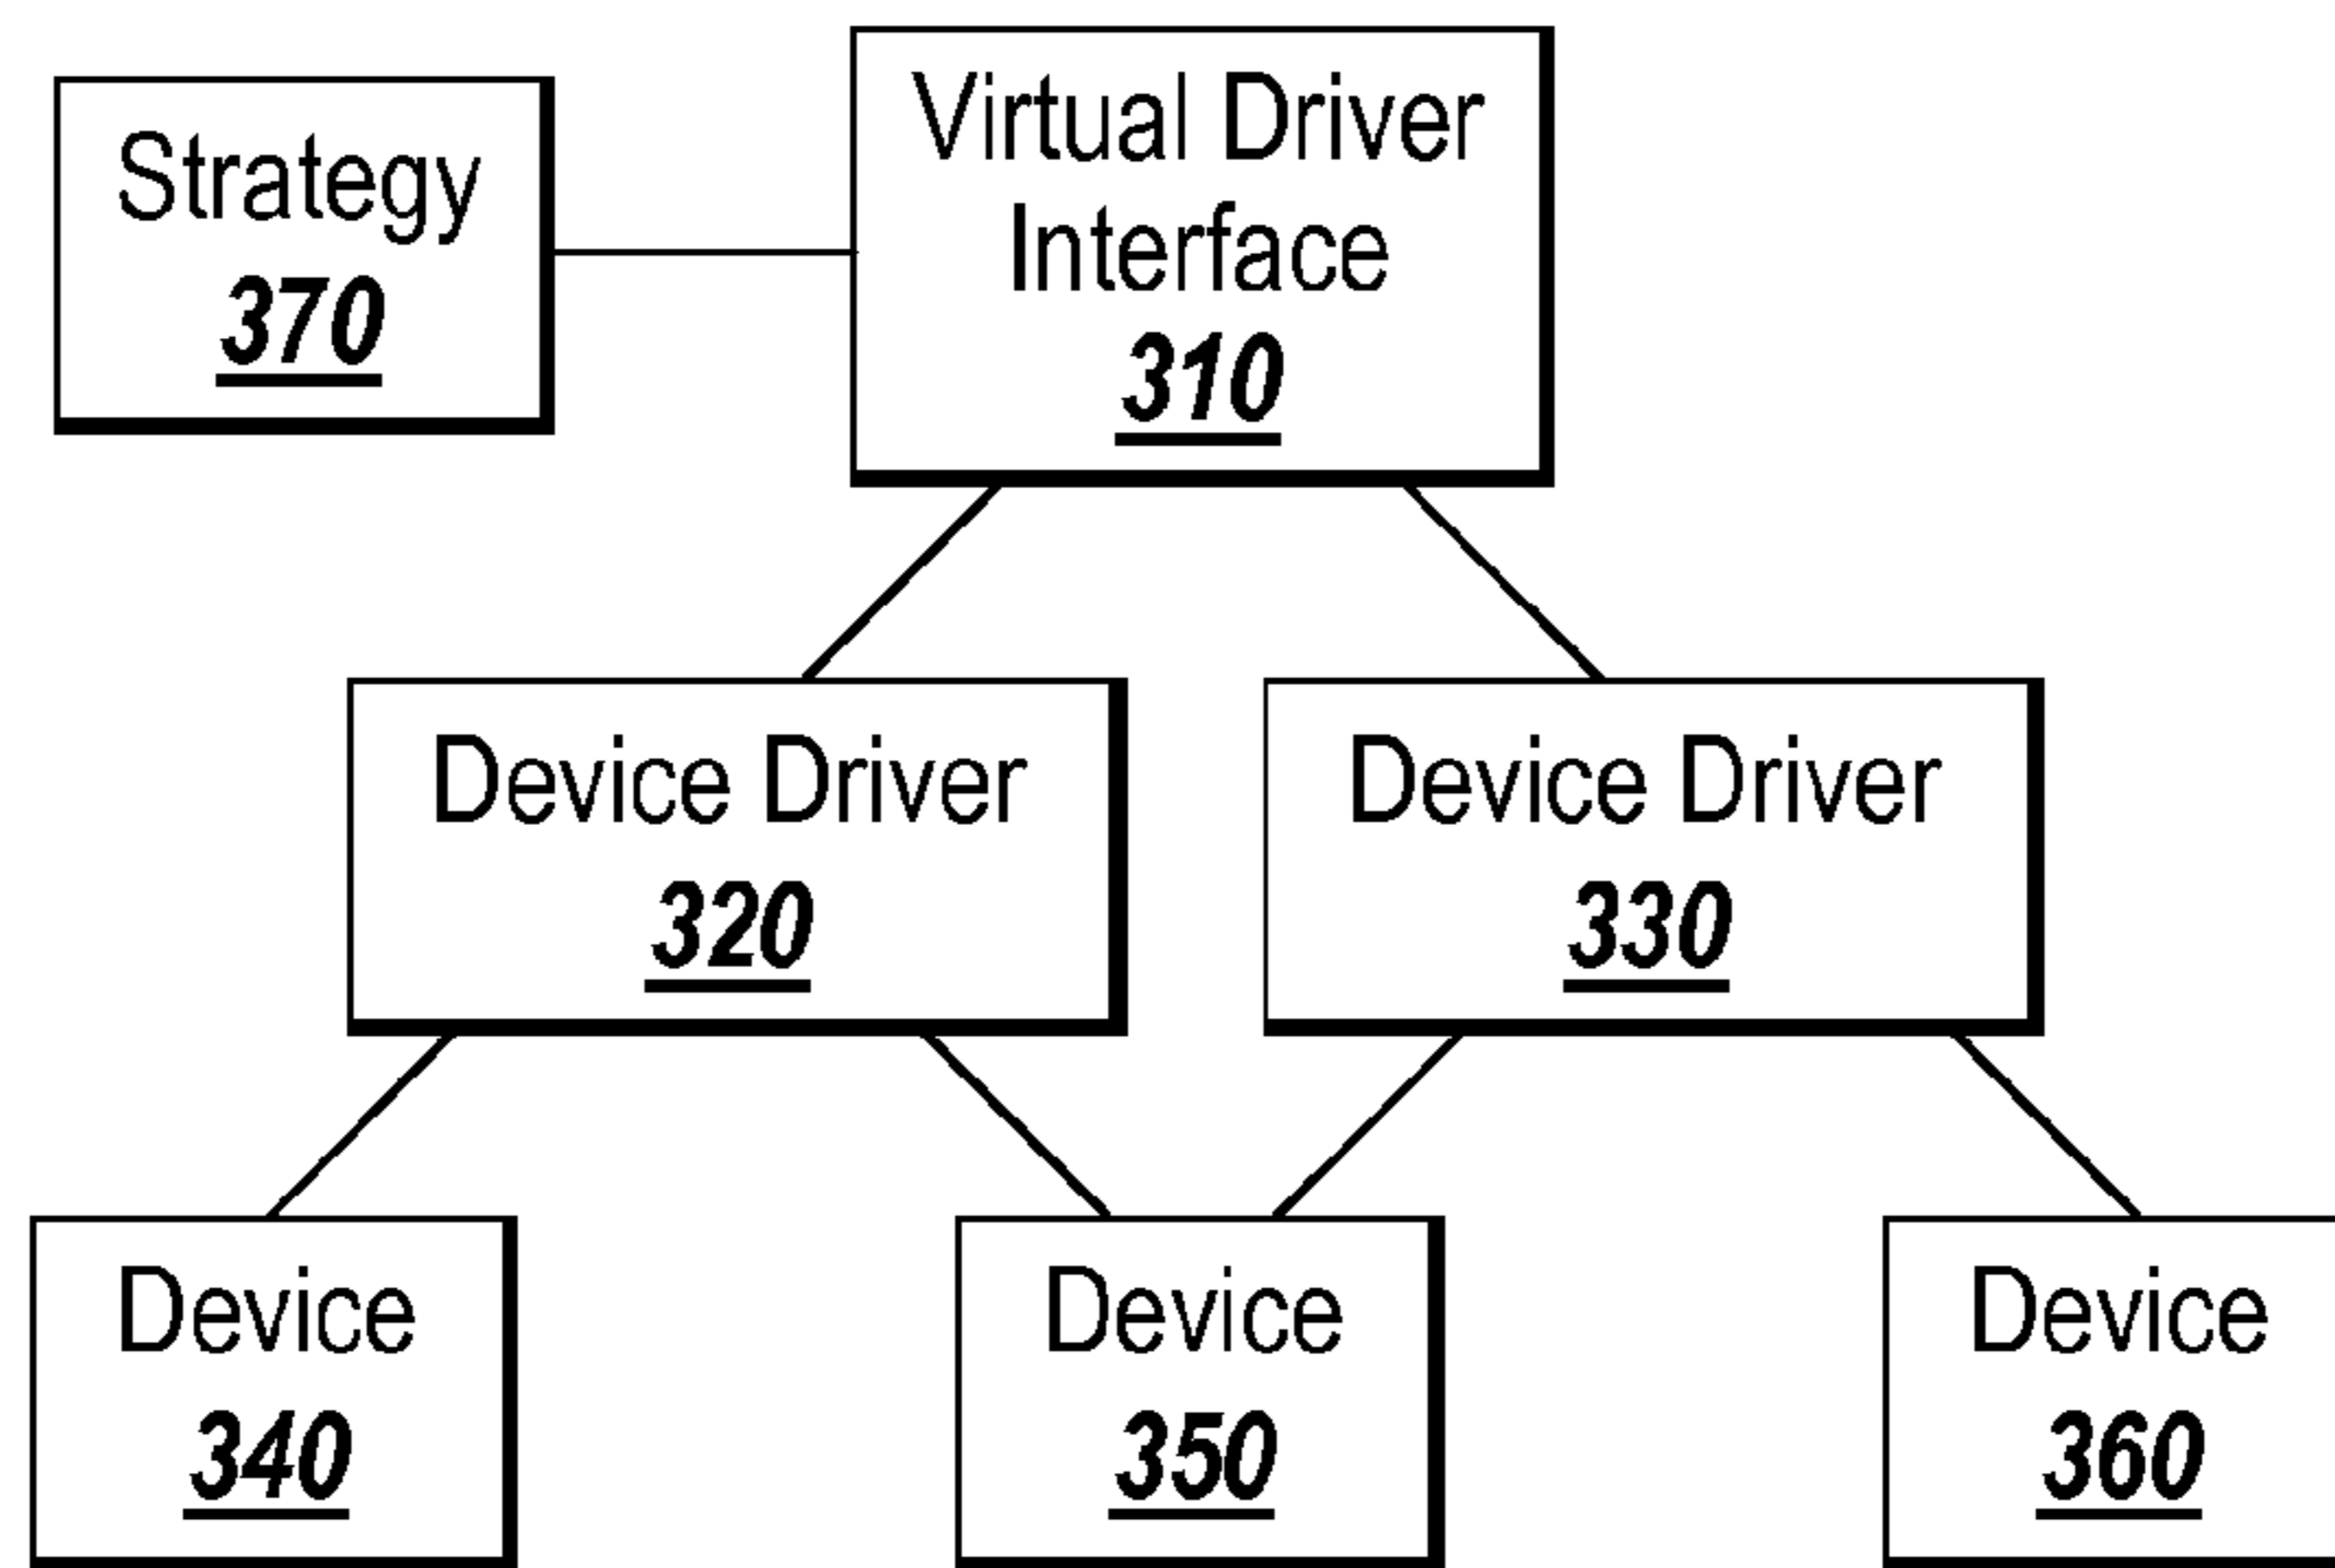 Strategy
370
Virtual Driver
Interface
310
Device Driver
320
Device Driver
330
Device
340
Device
350
Device
360